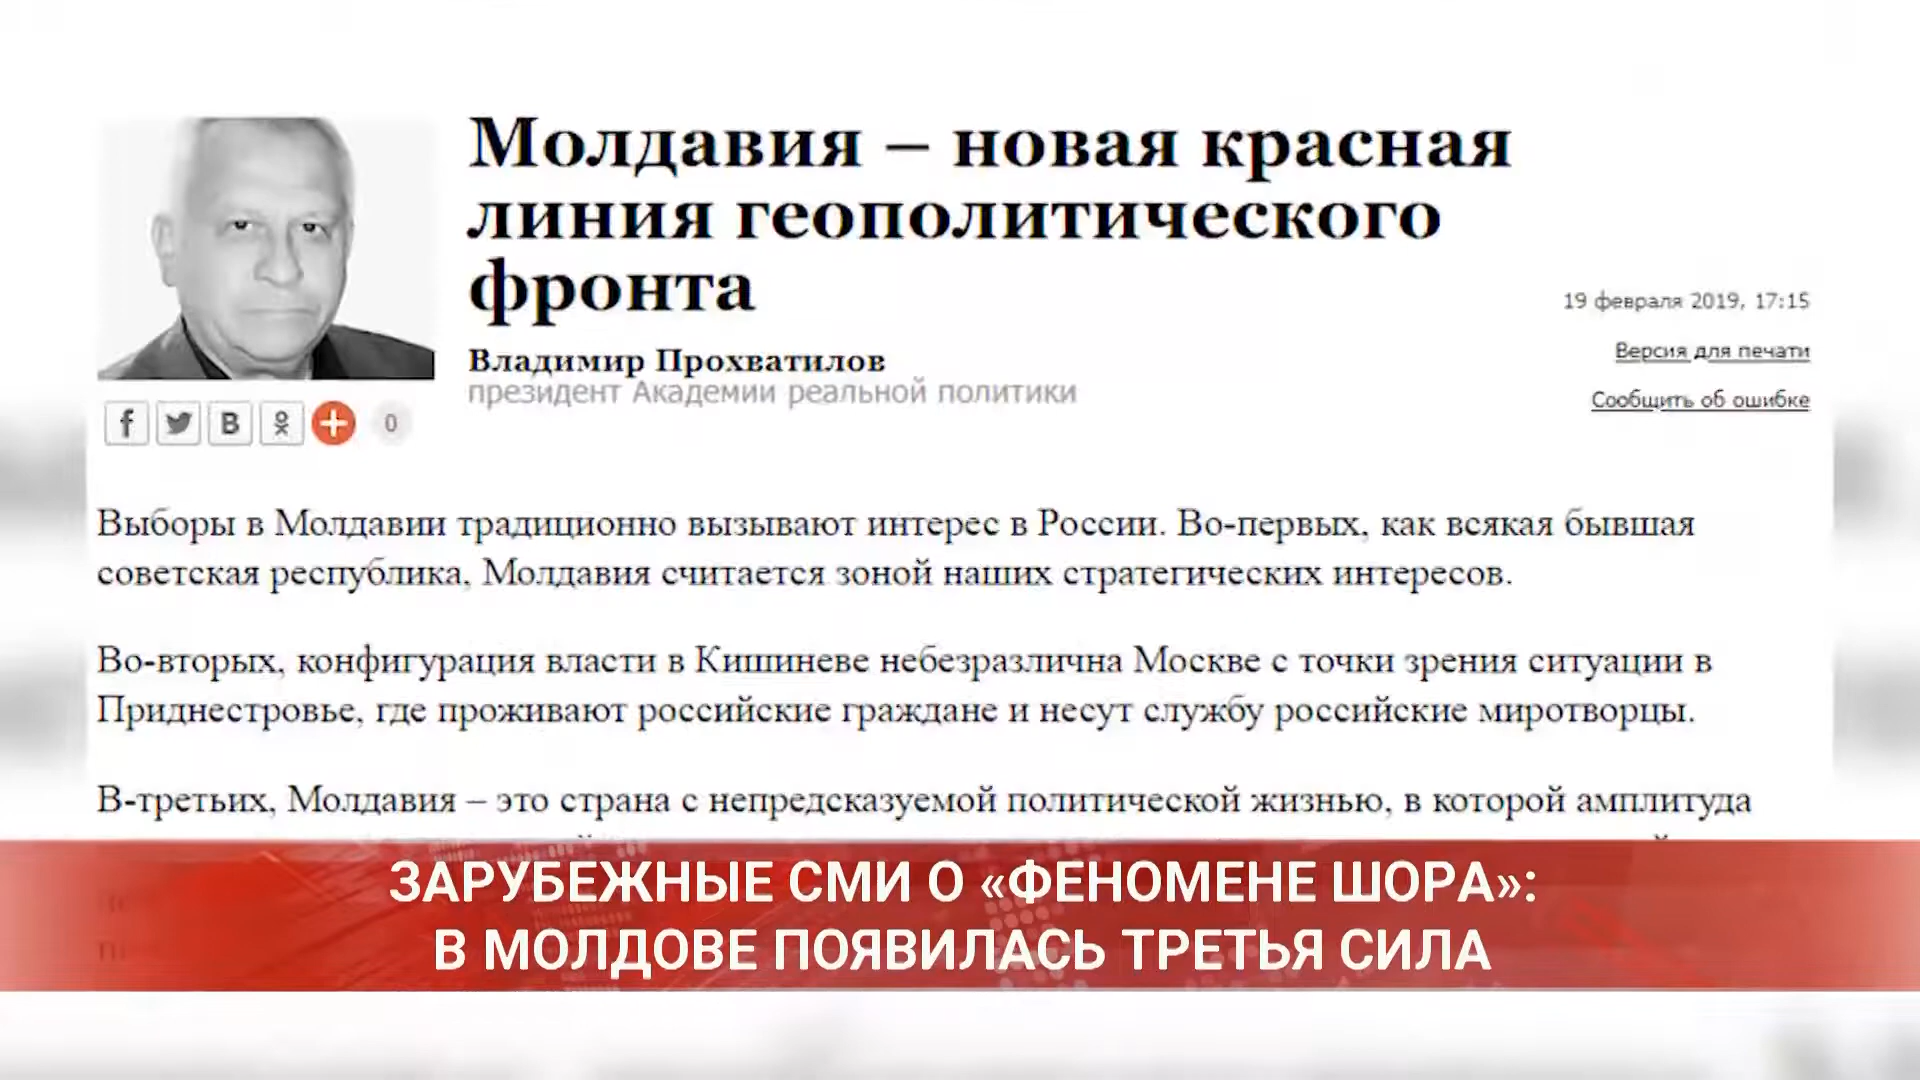 Молдавия – новая красная
линия геополитического
фронта
19 февраля 2019, 17:15
Владимир Прохватилов
президент Академии реальной политики
Версия для печати
Сообщить об ошибке
0
Выборы в Молдавии традиционно вызывают интерес в России. Во-первых, как всякая бывшая
советская республика, Молдавия считается зоной наших стратегических интересов.
Во-вторых, конфигурация власти в Кишиневе небезразлична Москве с точки зрения ситуации в
Приднестровье, где проживают российские граждане и несут службу российские миротворцы.
В-третьих, Молдавия – это страна с непредсказуемой политической жизнью, в которой амплитуда
ЗАРУБЕЖНЫЕ СМИ О «ФЕНОМЕНЕ ШОРА»:
В МОЛДОВЕ ПОЯВИЛАСЬ ТРЕТЬЯ СИЛА